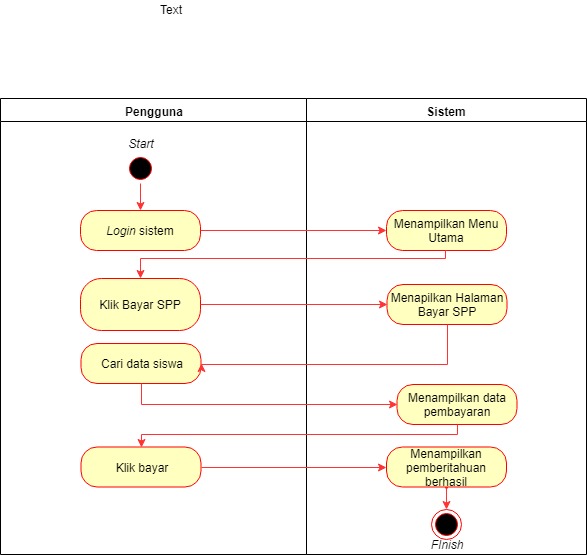 Text
Pengguna
Sistem
Start
Login sistem
Menampilkan Menu
Utama
Klik Bayar SPP
Menapilkan Halaman
Bayar SPP
Cari data siswa
Menampilkan data
pembayaran
Klik bayar
Menampilkan
pemberitahuan
berhasil
FInish